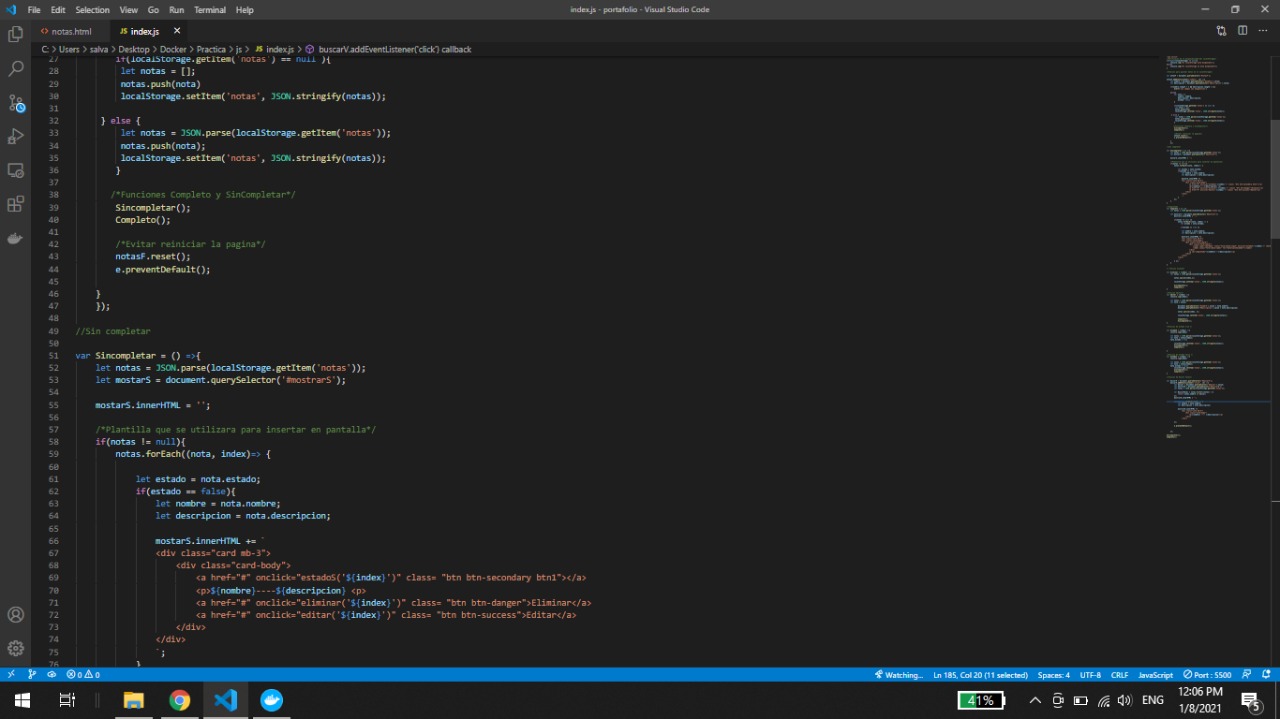 File Edit Selection View Go Run Terminal Help
index.js - portafolio - Visual Studio Code
notas.html
JS index.js
C: > Users > salva > Desktop > Docker > Practica > js > JS index.js > buscarV.addEventListener('click') callback
27 if(localStorage.getItem('notas') == null ){
28 let notas = [];
29 notas.push(nota)
30 localStorage.setItem('notas', JSON.stringify(notas));
31
32 } else {
33 let notas = JSON.parse(localStorage.getItem('notas'));
34 notas.push(nota);
35 localStorage.setItem('notas', JSON.stringify(notas));
36 }
37
38 /*Funciones Completo y SinCompletar*/
39 Sincompletar();
40 Completo();
41
42 /*Evitar reiniciar la pagina*/
43 notasF.reset();
44 e.preventDefault();
45
46 }
47 });
48
49 //Sin completar
50
51 var Sincompletar = () =>{
52 let notas = JSON.parse(localStorage.getItem('notas'));
53 let mostarS = document.querySelector('#mostrarS');
54
55 mostarS.innerHTML = '';
56
57 /*Plantilla que se utilizara para insertar en pantalla*/
58 if(notas != null){
59 notas.forEach((nota, index)=> {
60
61 let estado = nota.estado;
62 if(estado == false){
63 let nombre = nota.nombre;
64 let descripcion = nota.descripcion;
65
66 mostarS.innerHTML += `
67 <div class="card mb-3">
68 <div class="card-body">
69 <a href="#" onclick="estadoS('${index}')" class= "btn btn-secondary btn1"></a>
70 <p>${nombre}----${descripcion} <p>
71 <a href="#" onclick="eliminar('${index}')" class= "btn btn-danger">Eliminar</a>
72 <a href="#" onclick="editar('${index}')" class= "btn btn-success">Editar</a>
73 </div>
74 </div>
75 `;
76 }
0 0 Watching... Ln 185, Col 20 (11 selected) Spaces: 4 UTF-8 CRLF JavaScript Port : 5500
41% ENG 12:06 PM
1/8/2021 5